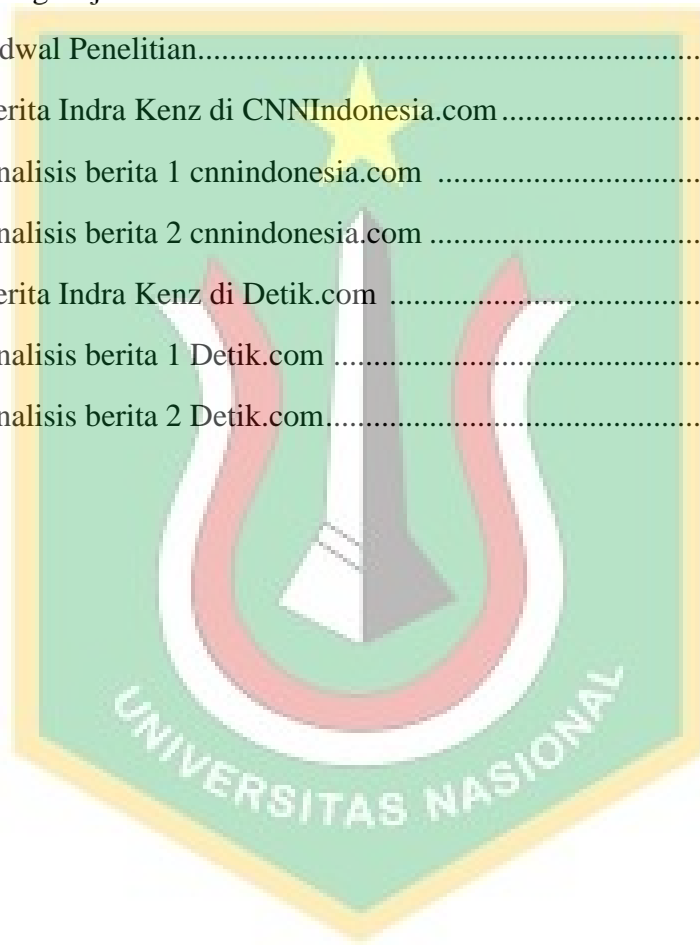 dwal Penelitian
erita Indra Kenz di CNNIndonesia.com
nalisis berita 1 cnnindonesia.com
nalisis berita 2 cnnindonesia.com
erita Indra Kenz di Detik.com
nalisis berita 1 Detik.com
nalisis berita 2 Detik.com
UNIVERSITAS NASIONAL